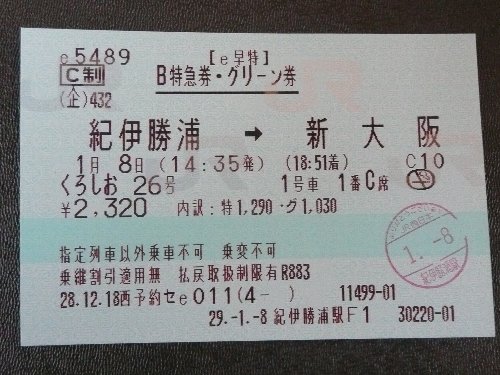 e5489 [e早特]
C制 B特急券・グリーン券
(企)432
紀伊勝浦 → 新大阪
1月 8日 (14:35発) (18:51着) C10
くろしお 26号 1号車 1番C席
¥2,320 内訳:特1,290・グ1,030
1.-8
紀伊勝浦駅
指定列車以外乗車不可 乗変不可
乗継割引適用無 払戻取扱制限有R883
28.12.18西予約セe011(4-) 11499-01
29.-1.-8 紀伊勝浦駅F1 30220-01